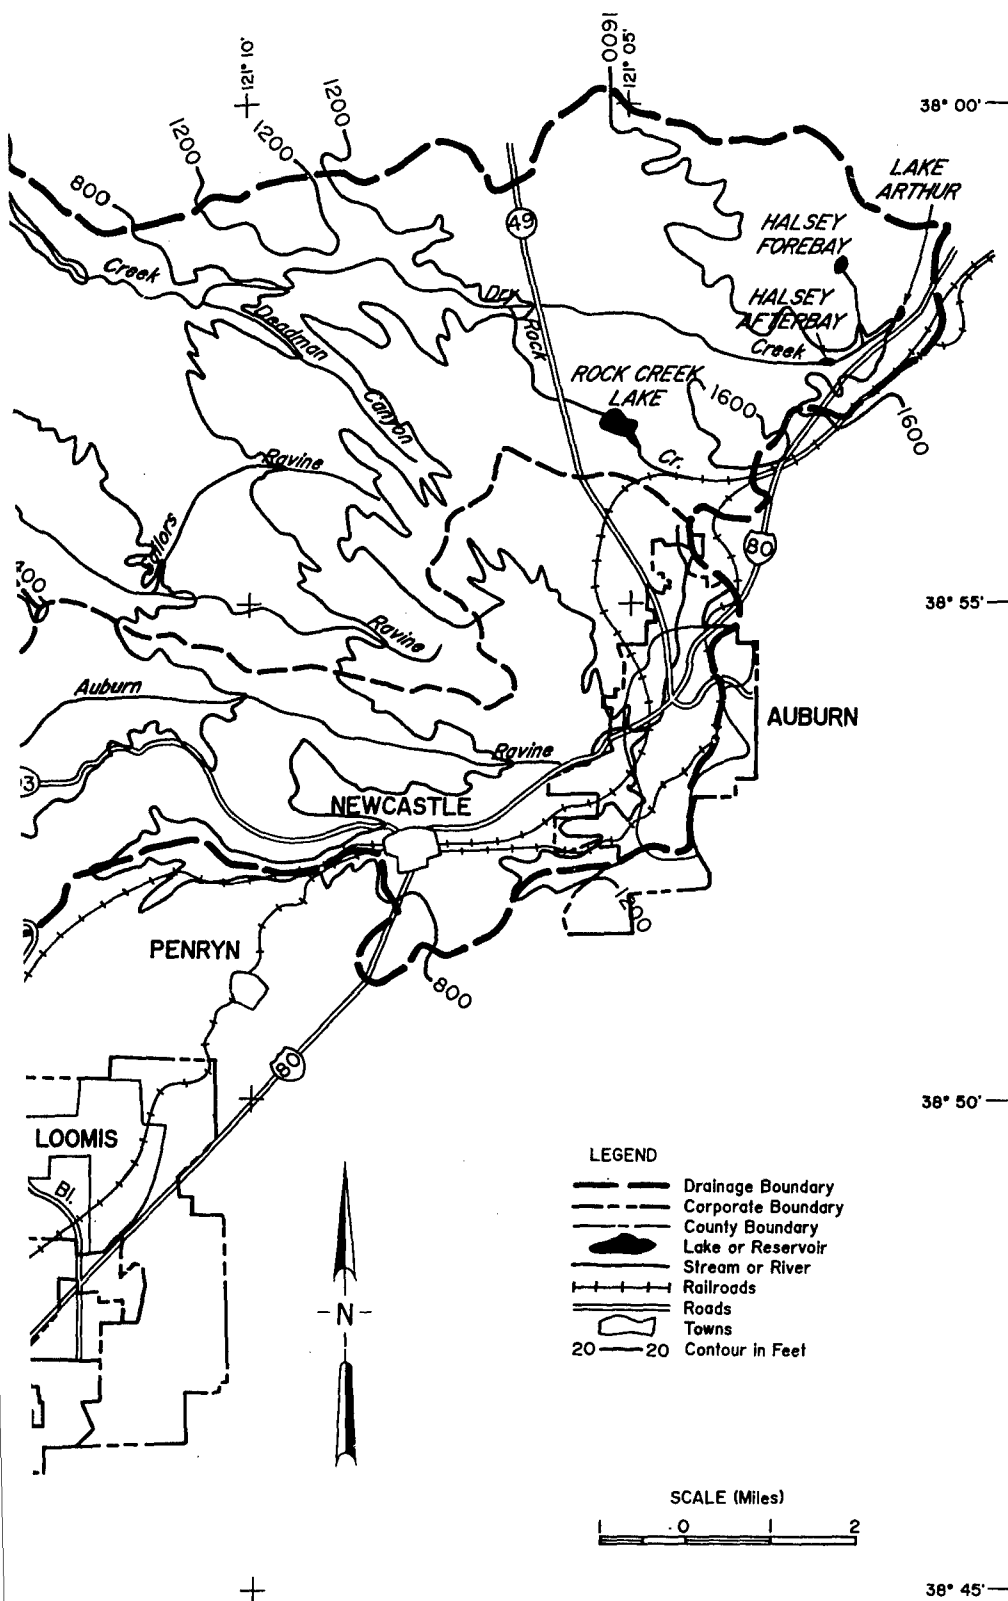 121° 10'
1600
121° 05'
38° 00'
1200
1200
1200
800
LAKE
ARTHUR
49
HALSEY
FOREBAY
Creek
Dry
HALSEY
AFTERBAY
Creek
Deadman
Rock
ROCK CREEK
LAKE
1600
1600
Canyon
Cr.
Ravine
Sailors
80
38° 55'
Ravine
Auburn
AUBURN
Ravine
NEWCASTLE
1200
PENRYN
800
80
38° 50'
LOOMIS
Bl.
LEGEND
Drainage Boundary
Corporate Boundary
County Boundary
Lake or Reservoir
Stream or River
Railroads
Roads
Towns
20 20 Contour in Feet
N
SCALE (Miles)
1 0 1 2
38° 45'